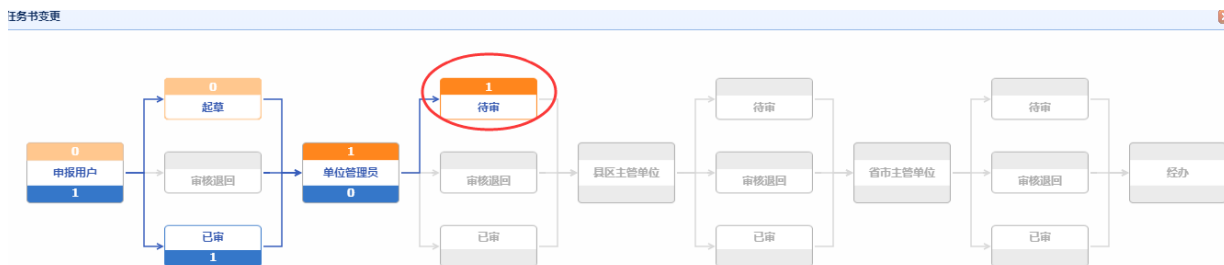 任务书变更
0
起草
0
申报用户
1
审核退回
已审
1
1
单位管理员
0
1
待审
审核退回
已审
县区主管单位
待审
审核退回
已审
省市主管单位
待审
审核退回
已审
经办